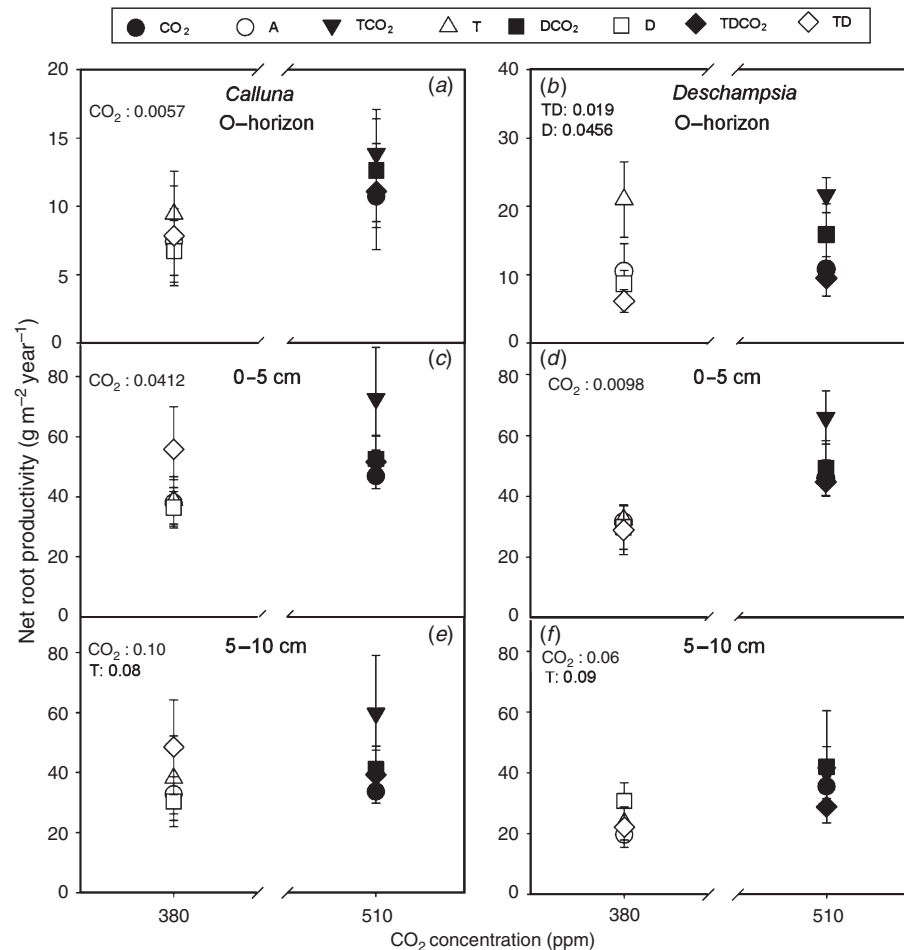 CO₂ A TCO₂ T DCO₂ D TDCO₂ TD
Net root productivity (g m⁻² year⁻¹)
20
15
10
5
0
(a)
Calluna
O–horizon
CO₂ : 0.0057
40
30
20
10
0
(b)
Deschampsia
O–horizon
TD: 0.019
D: 0.0456
80
60
40
20
0
(c)
CO₂ : 0.0412
0–5 cm
80
60
40
20
0
(d)
CO₂ : 0.0098
0–5 cm
80
60
40
20
0
(e)
CO₂ : 0.10
T: 0.08
5–10 cm
80
60
40
20
0
(f)
CO₂ : 0.06
T: 0.09
5–10 cm
380 510 380 510
CO₂ concentration (ppm)